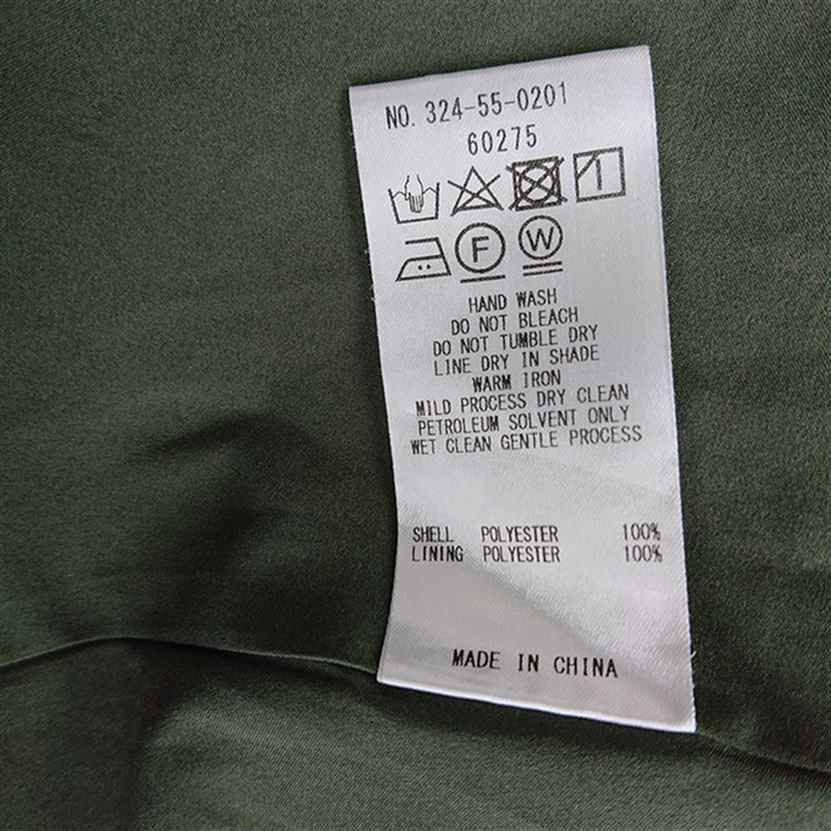 NO. 324-55-0201
60275
F W
HAND WASH
DO NOT BLEACH
DO NOT TUMBLE DRY
LINE DRY IN SHADE
WARM IRON
MILD PROCESS DRY CLEAN
PETROLEUM SOLVENT ONLY
WET CLEAN GENTLE PROCESS
SHELL POLYESTER 100%
LINING POLYESTER 100%
MADE IN CHINA